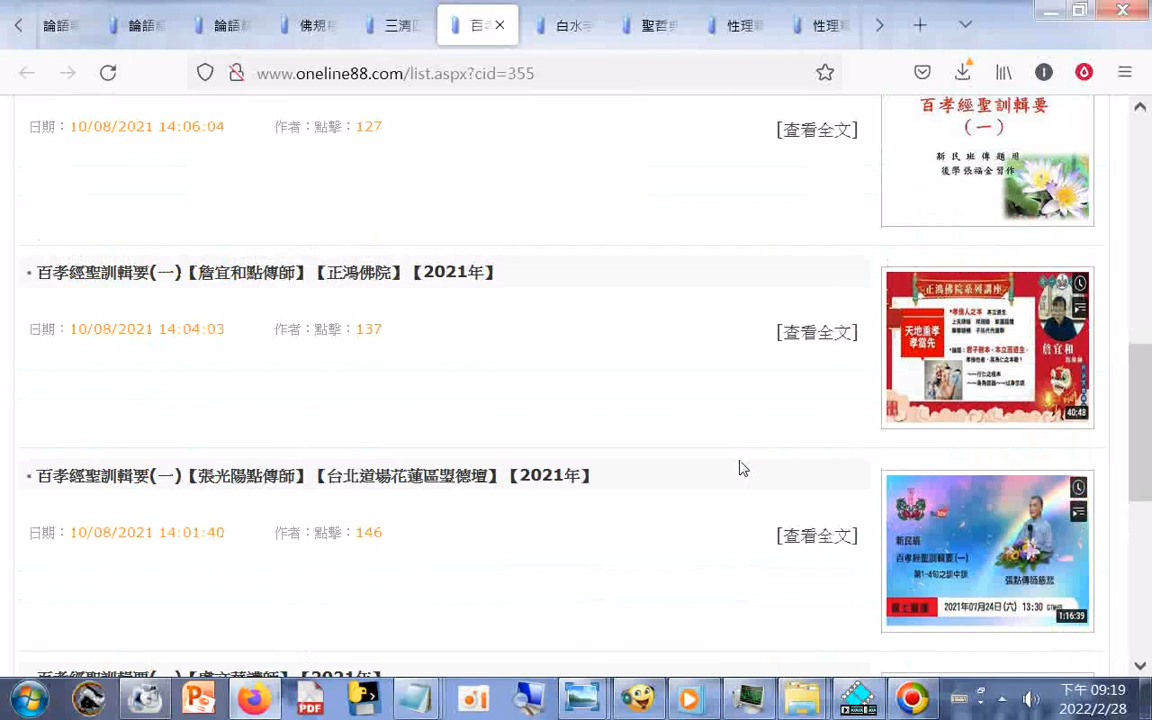 論語
論語
論語
佛規
三清
百
白水
聖哲
性理
性理
www.oneline88.com/list.aspx?cid=355
日期：10/08/2021 14:06:04 作者：點擊：127
[查看全文]
百孝經聖訓輯要
(一)
新民班傳題用
後學張福金習作
百孝經聖訓輯要(一)【詹宜和點傳師】【正鴻佛院】【2021年】
日期：10/08/2021 14:04:03 作者：點擊：137
[查看全文]
正鴻佛院系列講座
天地重孝
孝當先
詹宜和
40:48
百孝經聖訓輯要(一)【張光陽點傳師】【台北道場花蓮區曌德壇】【2021年】
日期：10/08/2021 14:01:40 作者：點擊：146
[查看全文]
新民班
百孝經聖訓輯要(一)
第1-4句之訓中訓
張點傳師慈悲
2021年07月24日(六) 13:30
1:16:39
下午 09:19
2022/2/28